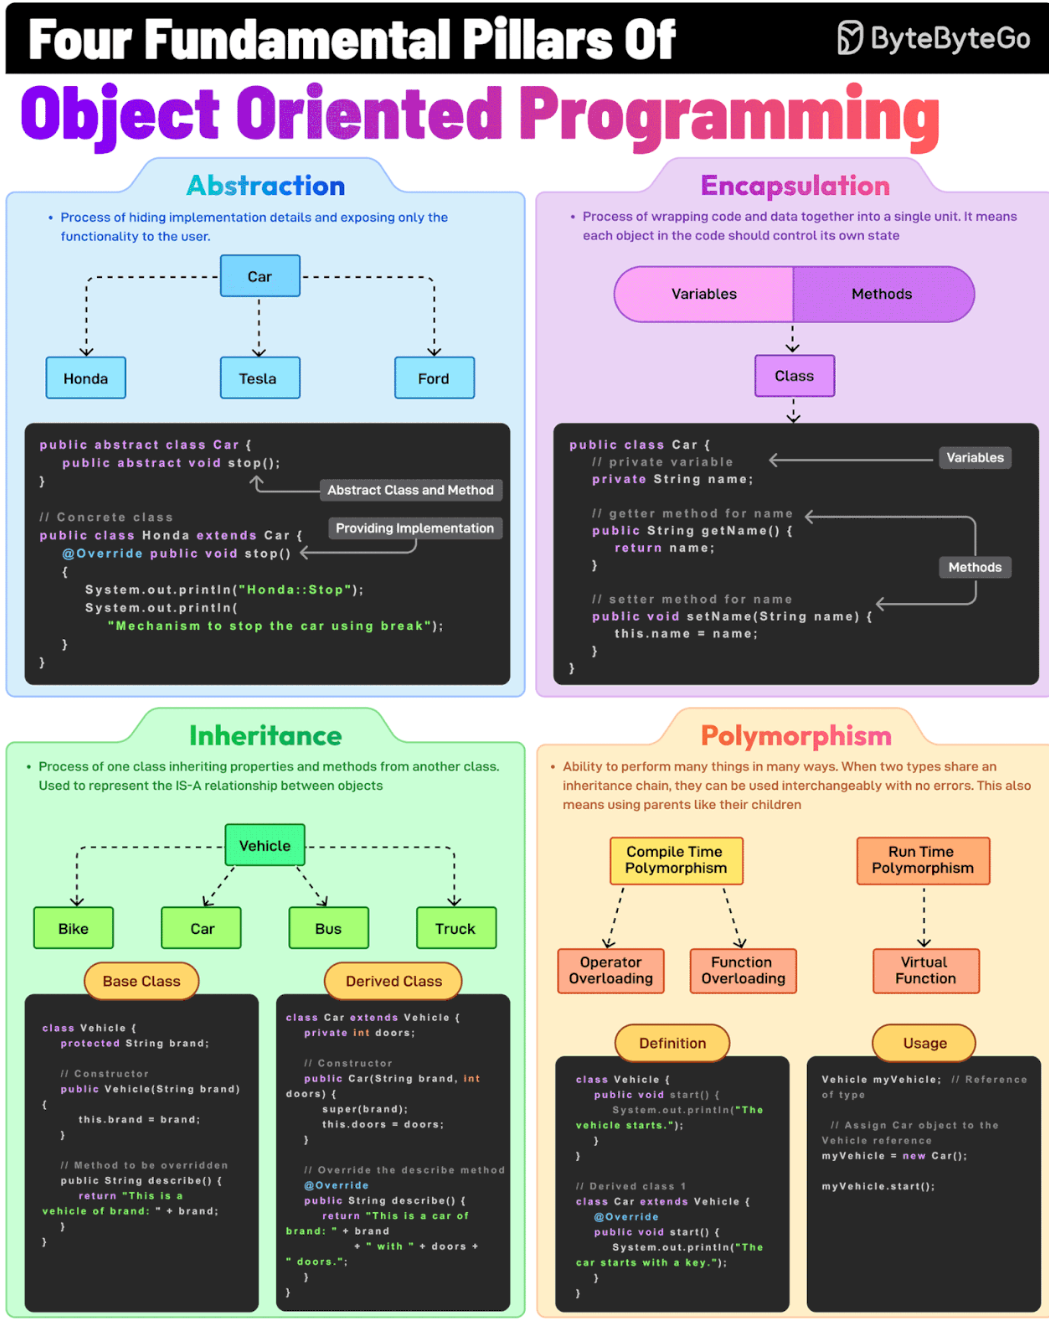 Four Fundamental Pillars Of
ByteByteGo
Object Oriented Programming
Abstraction
• Process of hiding implementation details and exposing only the
functionality to the user.
Car
Honda
Tesla
Ford
public abstract class Car {
public abstract void stop();
}
Abstract Class and Method
// Concrete class
Providing Implementation
public class Honda extends Car {
@Override public void stop()
{
System.out.println("Honda::Stop");
System.out.println(
"Mechanism to stop the car using break");
}
}
Encapsulation
• Process of wrapping code and data together into a single unit. It means
each object in the code should control its own state
Variables
Methods
Class
public class Car {
// private variable
Variables
private String name;
// getter method for name
public String getName() {
return name;
}
Methods
// setter method for name
public void setName(String name) {
this.name = name;
}
}
Inheritance
• Process of one class inheriting properties and methods from another class.
Used to represent the IS-A relationship between objects
Vehicle
Bike
Car
Bus
Truck
Base Class
class Vehicle {
protected String brand;
// Constructor
public Vehicle(String brand)
{
this.brand = brand;
}
// Method to be overridden
public String describe() {
return "This is a
vehicle of brand: " + brand;
}
}
Derived Class
class Car extends Vehicle {
private int doors;
// Constructor
public Car(String brand, int
doors) {
super(brand);
this.doors = doors;
}
// Override the describe method
@Override
public String describe() {
return "This is a car of
brand: " + brand
+ " with " + doors +
" doors.";
}
}
Polymorphism
• Ability to perform many things in many ways. When two types share an
inheritance chain, they can be used interchangeably with no errors. This also
means using parents like their children
Compile Time
Polymorphism
Run Time
Polymorphism
Operator
Overloading
Function
Overloading
Virtual
Function
Definition
class Vehicle {
public void start() {
System.out.println("The
vehicle starts.");
}
}
// Derived class 1
class Car extends Vehicle {
@Override
public void start() {
System.out.println("The
car starts with a key.");
}
}
Usage
Vehicle myVehicle; // Reference
of type
// Assign Car object to the
Vehicle reference
myVehicle = new Car();
myVehicle.start();